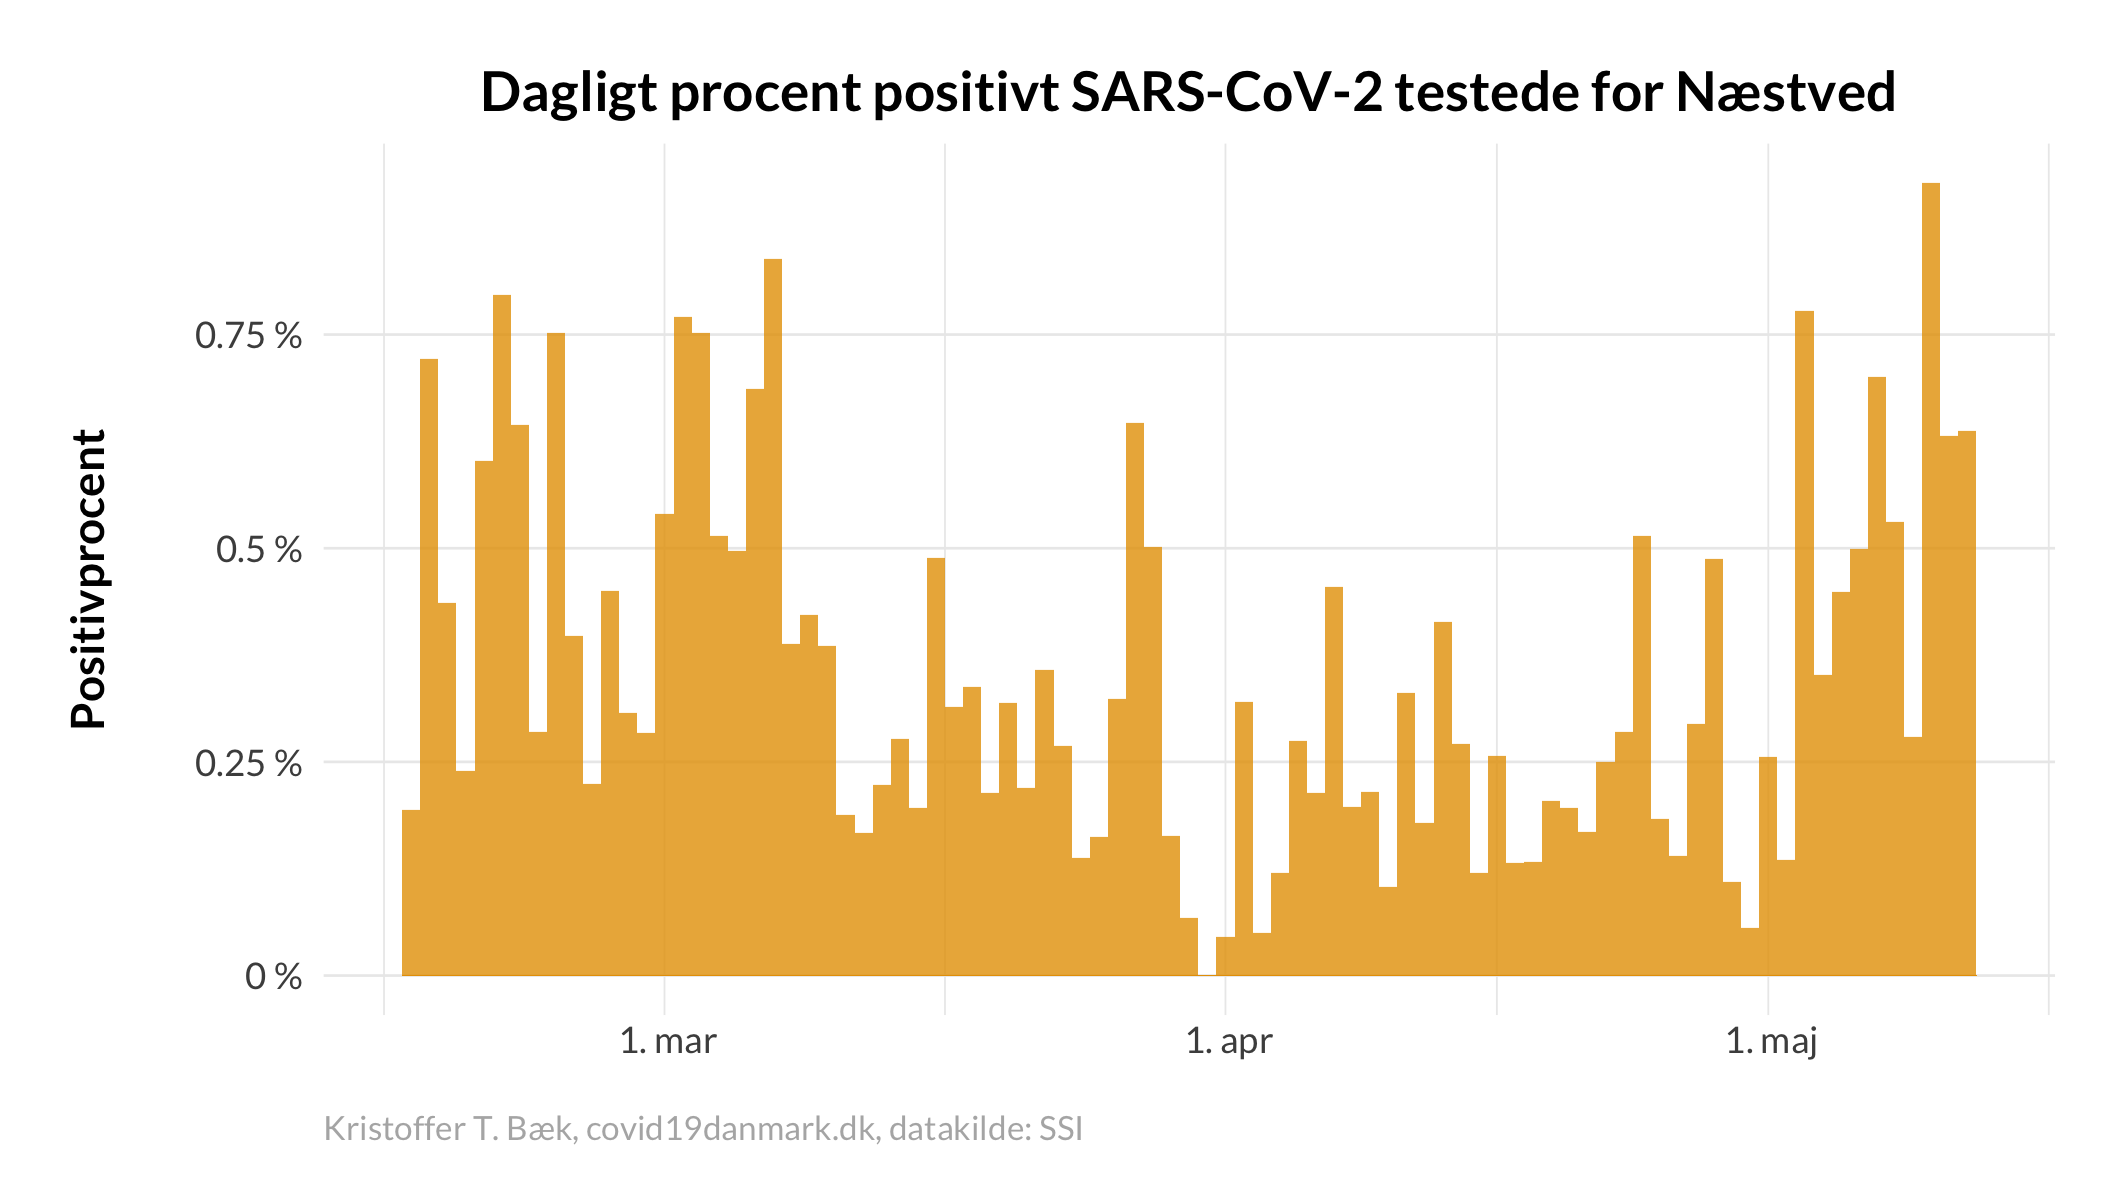 Dagligt procent positivt SARS-CoV-2 testede for Næstved
Positivprocent
0.75 %
0.5 %
0.25 %
0 %
1. mar
1. apr
1. maj
Kristoffer T. Bæk, covid19danmark.dk, datakilde: SSI